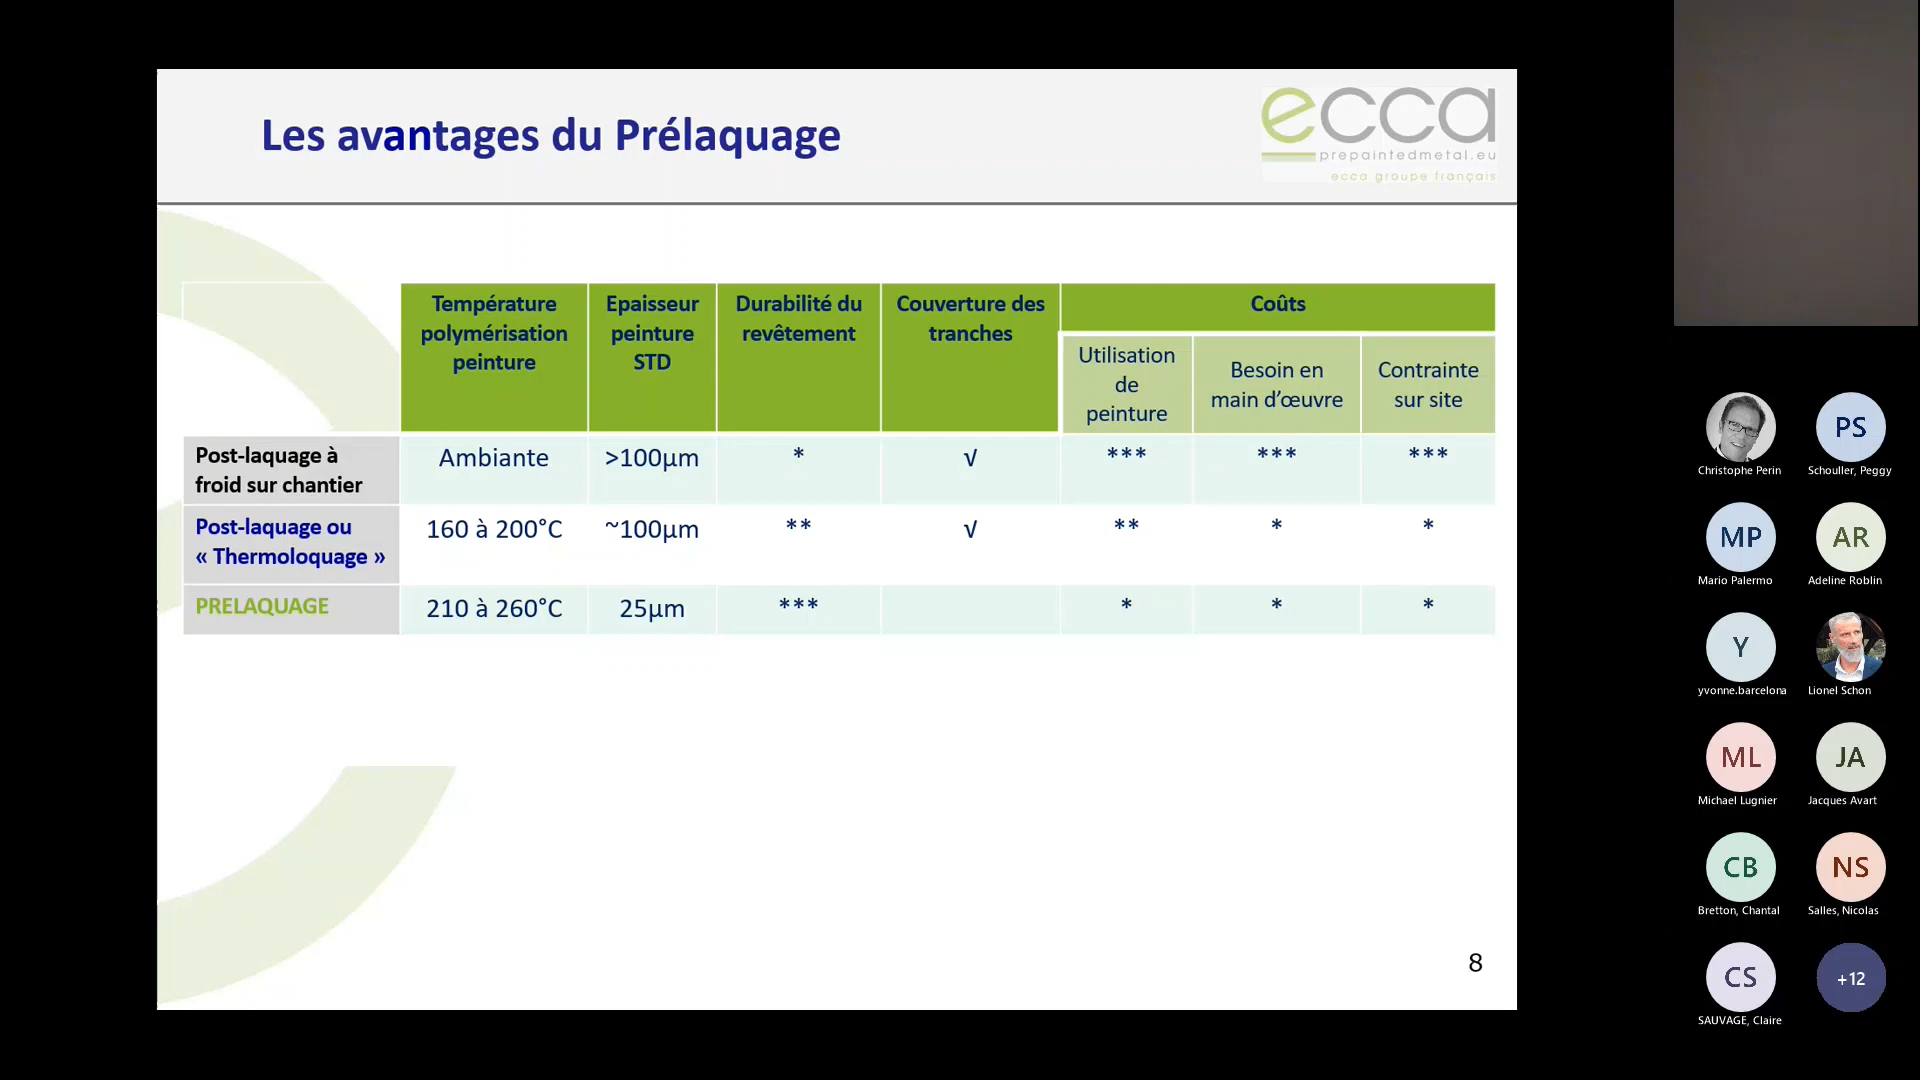 Les avantages du Prélaquage
ecca
prepaintedmetal.eu
ecca groupe français
Température
polymérisation
peinture
Epaisseur
peinture
STD
Durabilité du
revêtement
Couverture des
tranches
Coûts
Utilisation
de
peinture
Besoin en
main d’œuvre
Contrainte
sur site
Post-laquage à
froid sur chantier
Ambiante
>100µm
*
√
***
***
***
Post-laquage ou
« Thermoloquage »
160 à 200°C
~100µm
**
√
**
*
*
PRELAQUAGE
210 à 260°C
25µm
***
*
*
*
8
Christophe Perin
PS
Schouller, Peggy
MP
Mario Palermo
AR
Adeline Roblin
Y
yvonne.barcelona
Lionel Schon
ML
Michael Lugnier
JA
Jacques Avart
CB
Bretton, Chantal
NS
Salles, Nicolas
CS
SAUVAGE, Claire
+12